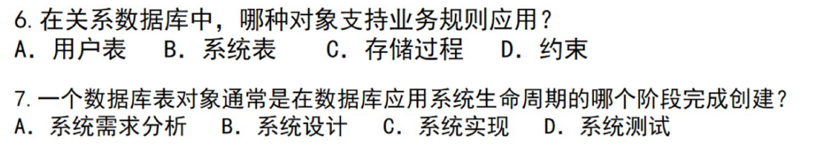 6.在关系数据库中，哪种对象支持业务规则应用？
A．用户表 B．系统表 C．存储过程 D．约束
7.一个数据库表对象通常是在数据库应用系统生命周期的哪个阶段完成创建？
A．系统需求分析 B．系统设计 C．系统实现 D．系统测试